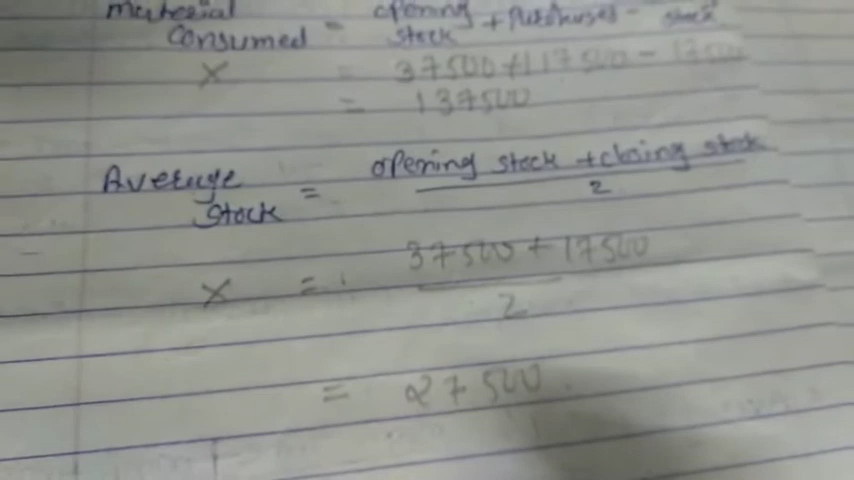 Material opening
Consumed = stock + Purchases - stock
X = 37500 + 117500 - 17500
= 137500
Average opening stock + closing stock
Stock = 2
X = 37500 + 17500
2
= 27500